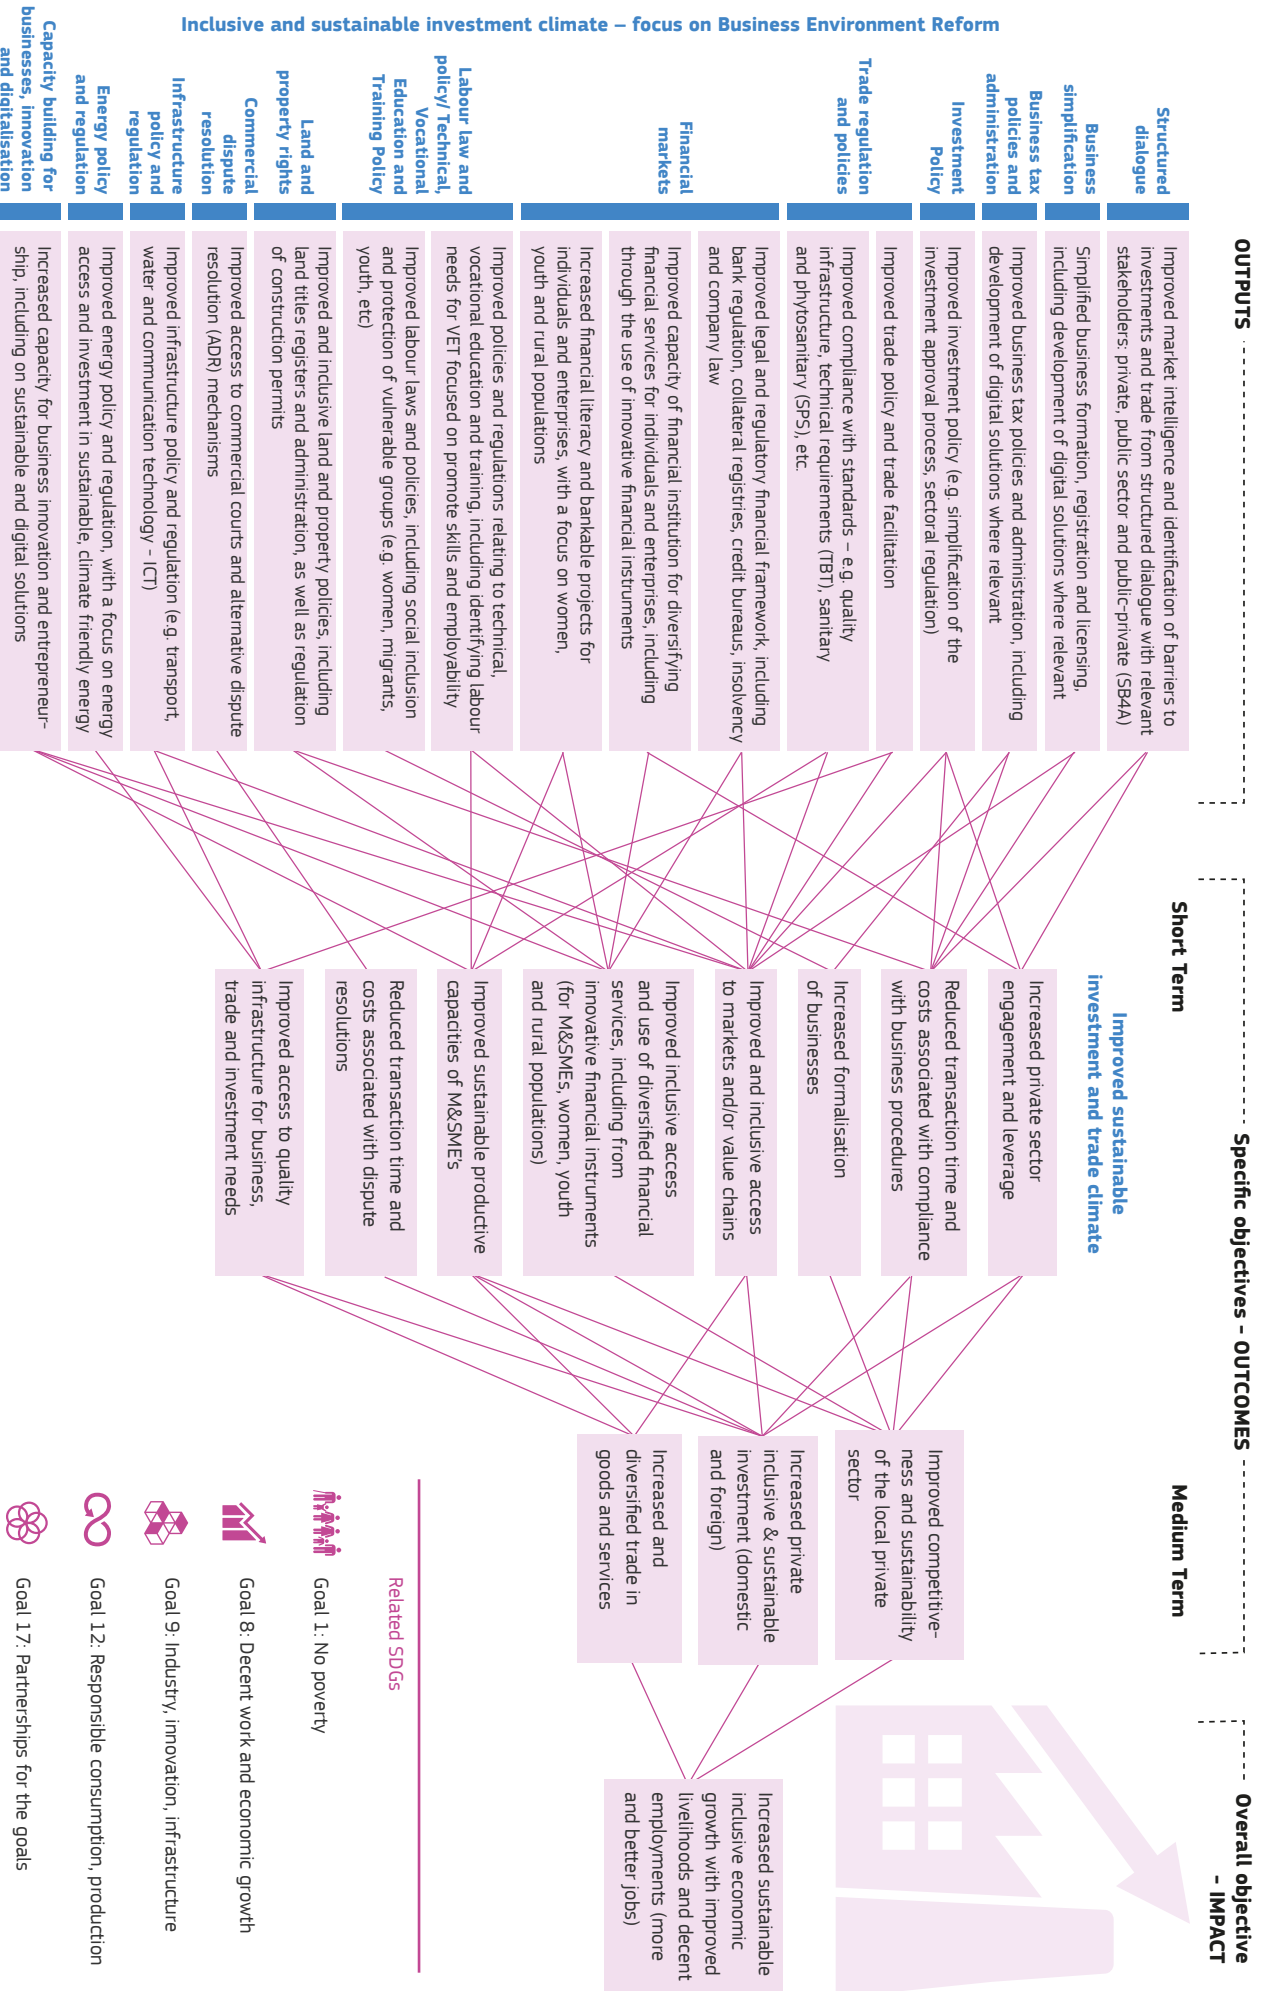 Inclusive and sustainable investment climate – focus on Business Environment Reform
OUTPUTS
Specific objectives – OUTCOMES
Short Term
Medium Term
Overall objective
– IMPACT
Improved sustainable
investment and trade climate
Structured
dialogue
Improved market intelligence and identification of barriers to
investments and trade from structured dialogue with relevant
stakeholders: private, public sector and public-private (SB4A)
Business
simplification
Simplified business formation, registration and licensing,
including development of digital solutions where relevant
Business tax
policies and
administration
Improved business tax policies and administration, including
development of digital solutions where relevant
Investment
Policy
Improved investment policy (e.g. simplification of the
investment approval process, sectoral regulation)
Trade regulation
and policies
Improved trade policy and trade facilitation
Improved compliance with standards – e.g. quality
infrastructure, technical requirements (TBT), sanitary
and phytosanitary (SPS), etc.
Financial
markets
Improved legal and regulatory financial framework, including
bank regulation, collateral registries, credit bureaus, insolvency
and company law
Improved capacity of financial institution for diversifying
financial services for individuals and enterprises, including
through the use of innovative financial instruments
Increased financial literacy and bankable projects for
individuals and enterprises, with a focus on women,
youth and rural populations
Labour law and
policy/ Technical,
Vocational
Education and
Training Policy
Improved policies and regulations relating to technical,
vocational education and training, including identifying labour
needs for VET focused on promote skills and employability
Improved labour laws and policies, including social inclusion
and protection of vulnerable groups (e.g. women, migrants,
youth, etc)
Land and
property rights
Improved and inclusive land and property policies, including
land titles registers and administration, as well as regulation
of construction permits
Commercial
dispute
resolution
Improved access to commercial courts and alternative dispute
resolution (ADR) mechanisms
Infrastructure
policy and
regulation
Improved infrastructure policy and regulation (e.g. transport,
water and communication technology - ICT)
Energy policy
and regulation
Improved energy policy and regulation, with a focus on energy
access and investment in sustainable, climate friendly energy
Capacity building for
businesses, innovation
and digitalisation
Increased capacity for business innovation and entrepreneur-
ship, including on sustainable and digital solutions
Increased private sector
engagement and leverage
Reduced transaction time and
costs associated with compliance
with business procedures
Increased formalisation
of businesses
Improved and inclusive access
to markets and/or value chains
Improved inclusive access
and use of diversified financial
services, including from
innovative financial instruments
(for M&SMEs, women, youth
and rural populations)
Improved sustainable productive
capacities of M&SME's
Reduced transaction time and
costs associated with dispute
resolutions
Improved access to quality
infrastructure for business,
trade and investment needs
Improved competitive-
ness and sustainability
of the local private
sector
Increased private
inclusive & sustainable
investment (domestic
and foreign)
Increased and
diversified trade in
goods and services
Increased sustainable
inclusive economic
growth with improved
livelihoods and decent
employments (more
and better jobs)
Related SDGs
Goal 1: No poverty
Goal 8: Decent work and economic growth
Goal 9: Industry, innovation, infrastructure
Goal 12: Responsible consumption, production
Goal 17: Partnerships for the goals